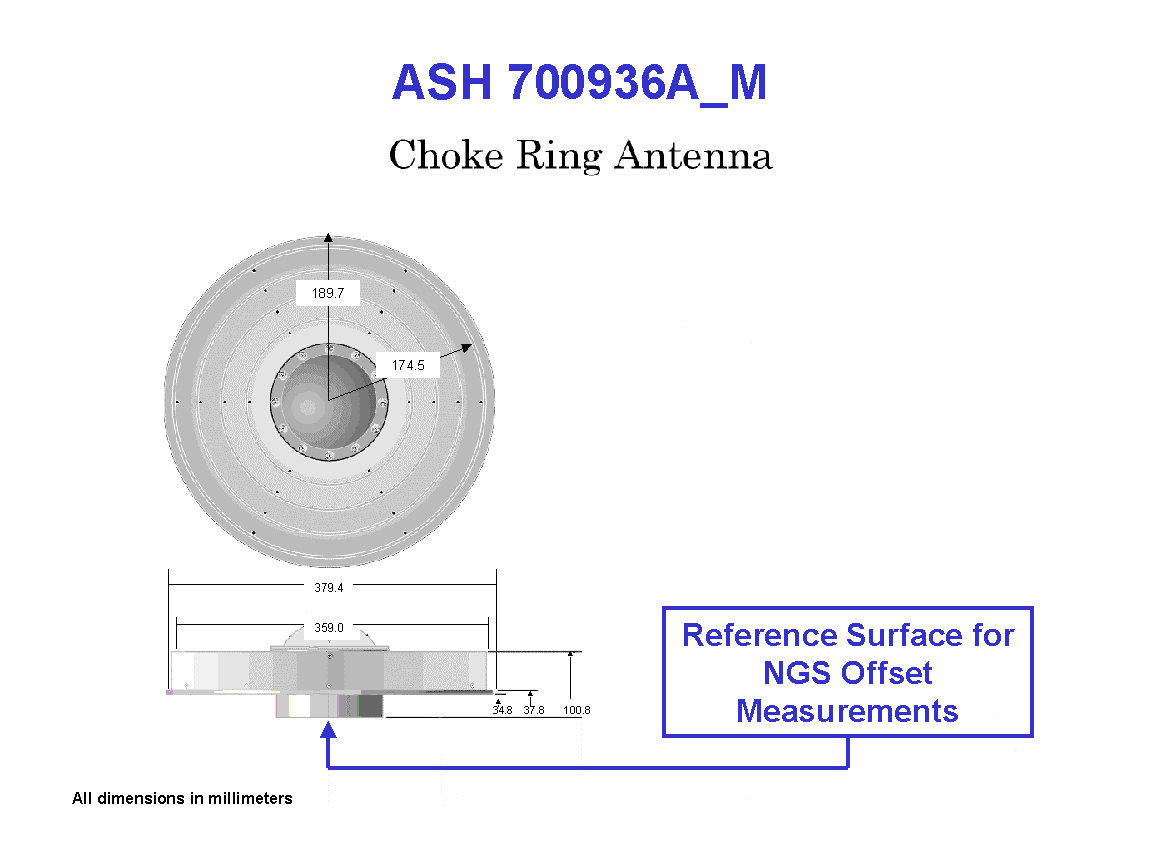 ASH 700936A_M
Choke Ring Antenna
189.7
174.5
379.4
359.0
34.8 37.8 100.8
Reference Surface for
NGS Offset
Measurements
All dimensions in millimeters